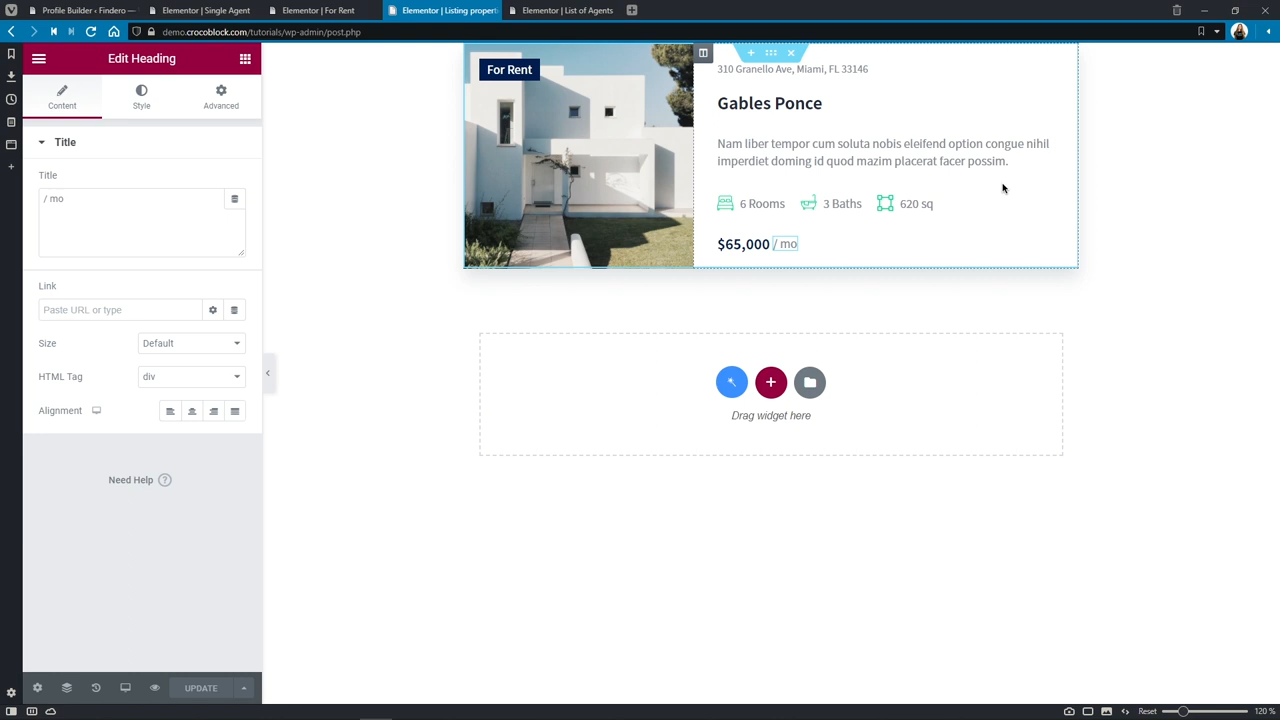 Profile Builder ‹ Finder —
Elementor | Single Agent
Elementor | For Rent
Elementor | Listing propert
Elementor | List of Agents
demo.crocoblock.com/tutorials/wp-admin/post.php
Edit Heading
Content
Style
Advanced
Title
Title
/ mo
Link
Paste URL or type
Size
Default
HTML Tag
div
Alignment
Need Help ?
UPDATE
For Rent
310 Granello Ave, Miami, FL 33146
Gables Ponce
Nam liber tempor cum soluta nobis eleifend option congue nihil
imperdiet doming id quod mazim placerat facer possim.
6 Rooms
3 Baths
620 sq
$65,000 / mo
Drag widget here
Reset
120 %